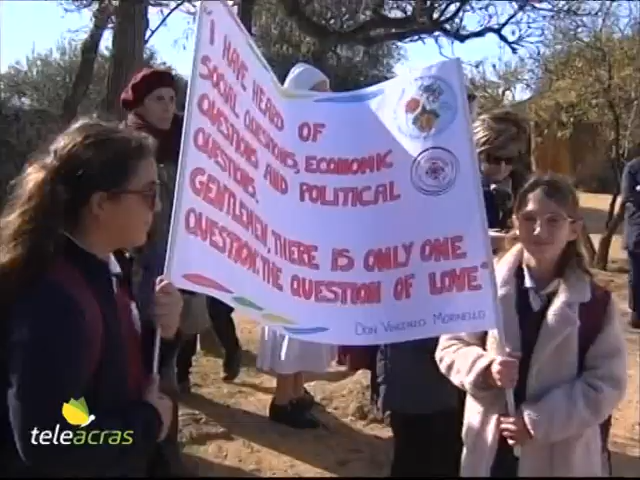 "I HAVE HEARD OF
SOCIAL QUESTIONS, ECONOMIC
QUESTIONS AND POLITICAL
QUESTIONS.
GENTLEMEN, THERE IS ONLY ONE
QUESTION, THE QUESTION OF LOVE"
DON VINCENZO MORINELLO
teleacras